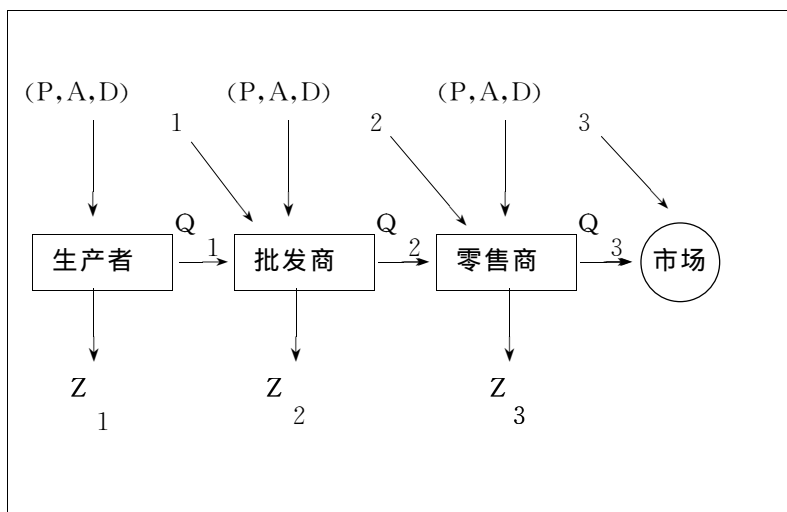 (P,A,D) (P,A,D) (P,A,D)
1 2 3
Q Q Q
生产者 1 批发商 2 零售商 3 市场
Z Z Z
1 2 3